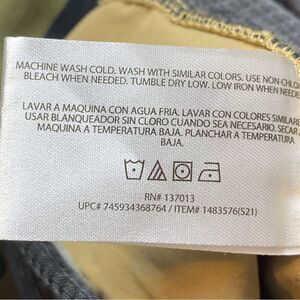 MACHINE WASH COLD. WASH WITH SIMILAR COLORS. USE NON-CHLO
BLEACH WHEN NEEDED. TUMBLE DRY LOW. LOW IRON WHEN NEEDE
LAVAR A MAQUINA CON AGUA FRIA. LAVAR CON COLORES SIMILARE
USAR BLANQUEADOR SIN CLORO CUANDO SEA NECESARIO. SECAR A
MAQUINA A TEMPERATURA BAJA. PLANCHAR A TEMPERATURA
BAJA.
RN# 137013
UPC# 745934368764 / ITEM# 1483576(S21)